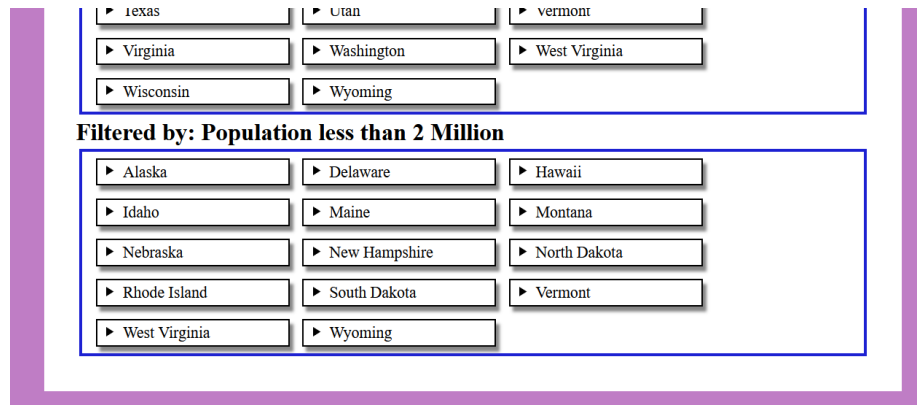 Texas Utah Vermont
Virginia Washington West Virginia
Wisconsin Wyoming
Filtered by: Population less than 2 Million
Alaska Delaware Hawaii
Idaho Maine Montana
Nebraska New Hampshire North Dakota
Rhode Island South Dakota Vermont
West Virginia Wyoming